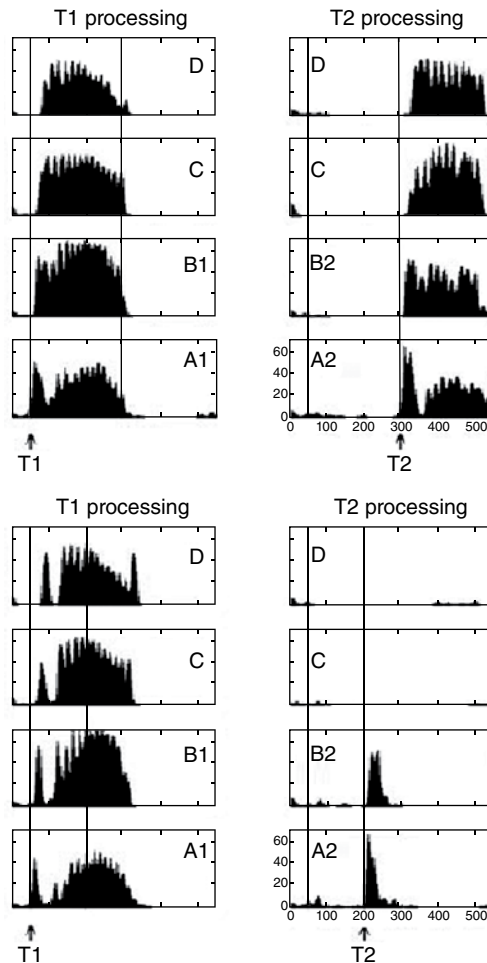 T1 processing
T2 processing
D
D
C
C
B1
B2
A1
60
40
20
0
A2
0 100 200 300 400 500
T1
T2
T1 processing
T2 processing
D
D
C
C
B1
B2
A1
60
40
20
0
A2
0 100 200 300 400 500
T1
T2